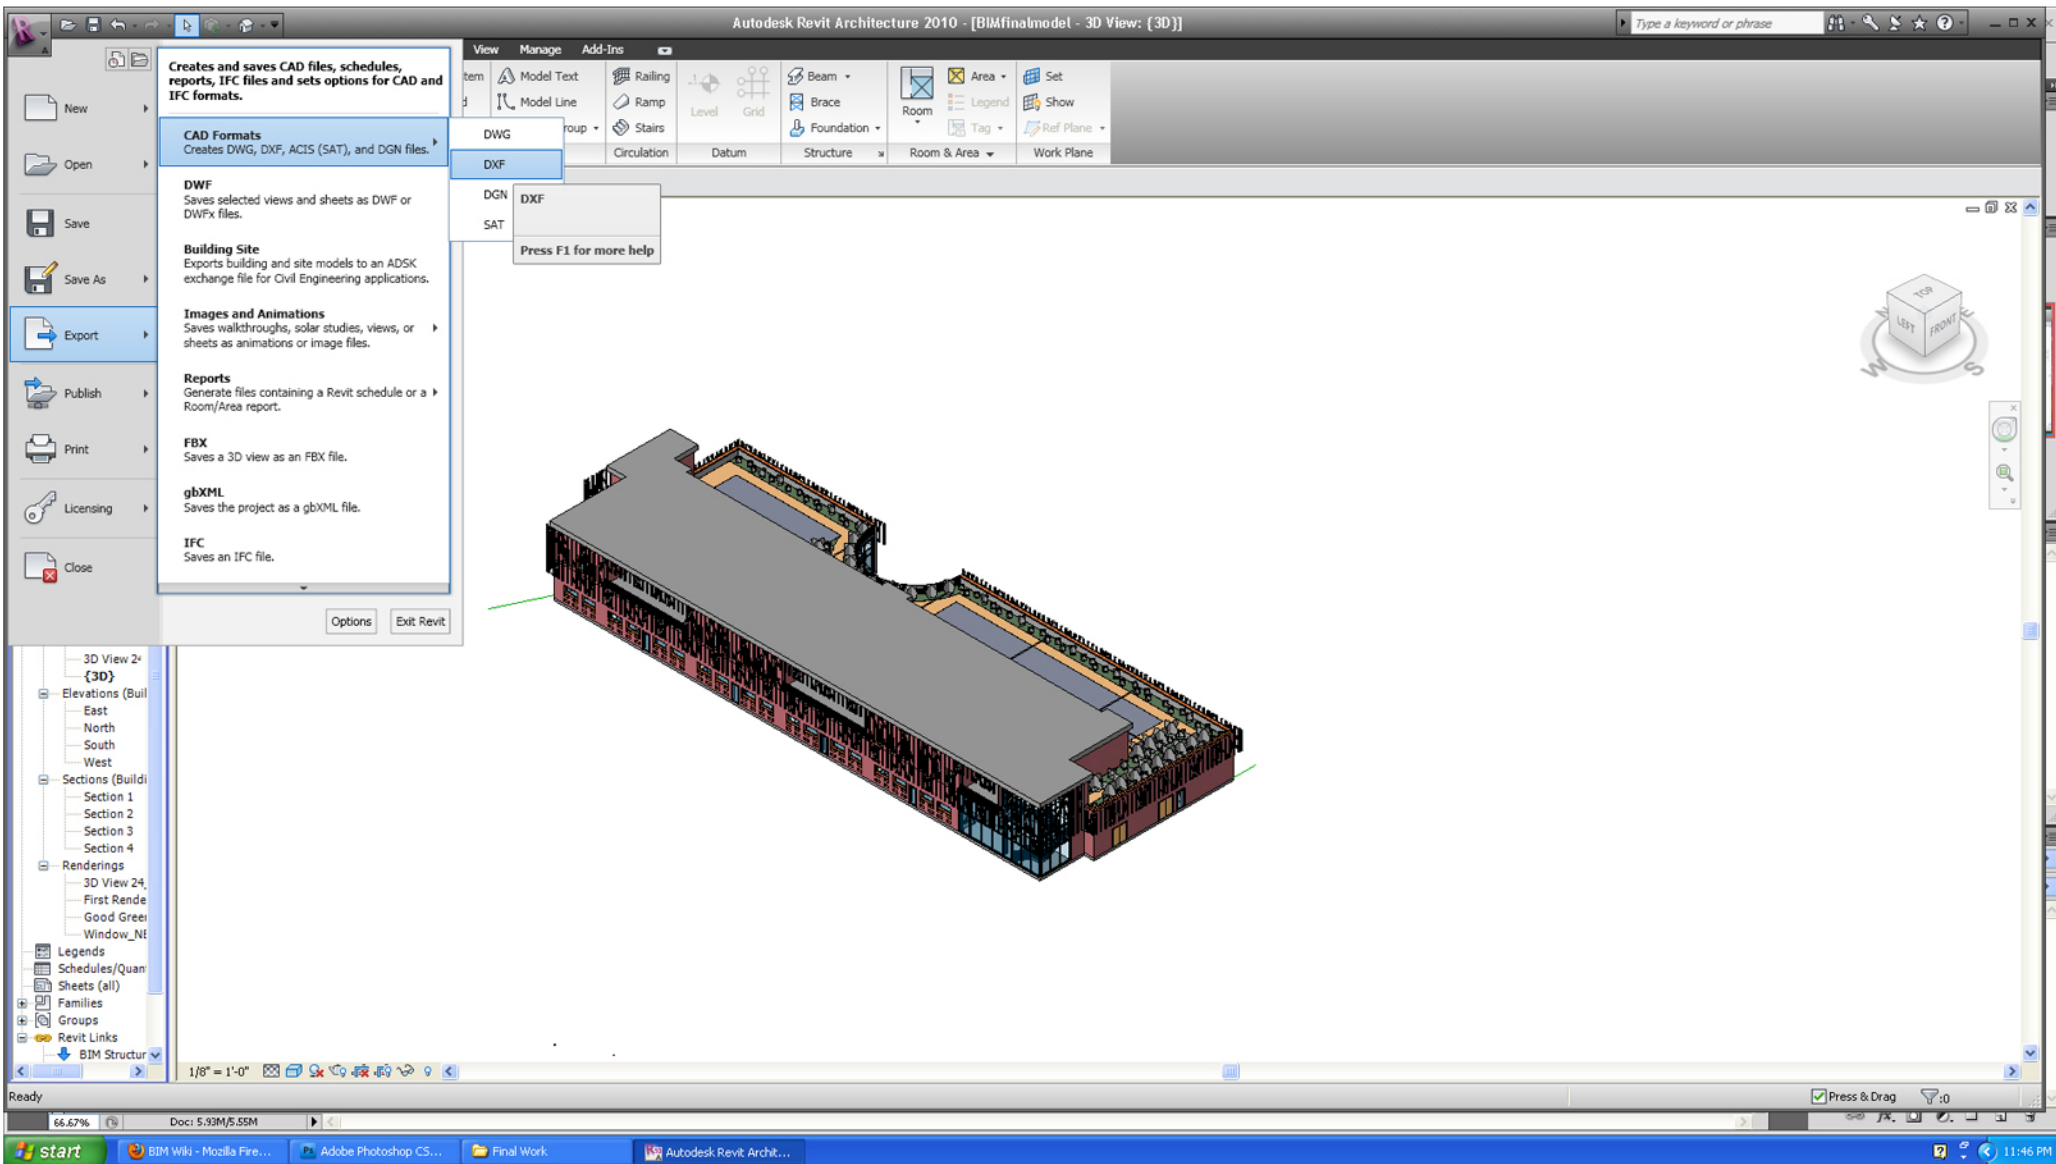 Autodesk Revit Architecture 2010 - [BIMfinalmodel - 3D View: {3D}]
Type a keyword or phrase
View Manage Add-Ins
Creates and saves CAD files, schedules,
reports, IFC files and sets options for CAD and
IFC formats.
New
Open
Save
Save As
Export
Publish
Print
Licensing
Close
CAD Formats
Creates DWG, DXF, ACIS (SAT), and DGN files.
DWF
Saves selected views and sheets as DWF or
DWFx files.
Building Site
Exports building and site models to an ADSK
exchange file for Civil Engineering applications.
Images and Animations
Saves walkthroughs, solar studies, views, or
sheets as animations or image files.
Reports
Generate files containing a Revit schedule or a
Room/Area report.
FBX
Saves a 3D view as an FBX file.
gbXML
Saves the project as a gbXML file.
IFC
Saves an IFC file.
Options Exit Revit
DWG
DXF
DGN
SAT
DXF
Press F1 for more help
Model Text
Model Line
Railing
Ramp
Stairs
Circulation
Level Grid
Datum
Beam
Brace
Foundation
Structure
Room
Area
Legend
Tag
Room & Area
Set
Show
Ref Plane
Work Plane
TOP
LEFT FRONT
W S
3D View 2
{3D}
Elevations (Buil
East
North
South
West
Sections (Buildi
Section 1
Section 2
Section 3
Section 4
Renderings
3D View 24_
First Rende
Good Gree
Window_NE
Legends
Schedules/Quan
Sheets (all)
Families
Groups
Revit Links
BIM Structur
1/8" = 1'-0"
Ready
Press & Drag :0
66.67% Doc: 5.93M/5.55M
start BIM Wiki - Mozilla Fire... Adobe Photoshop CS... Final Work Autodesk Revit Archit... 11:46 PM